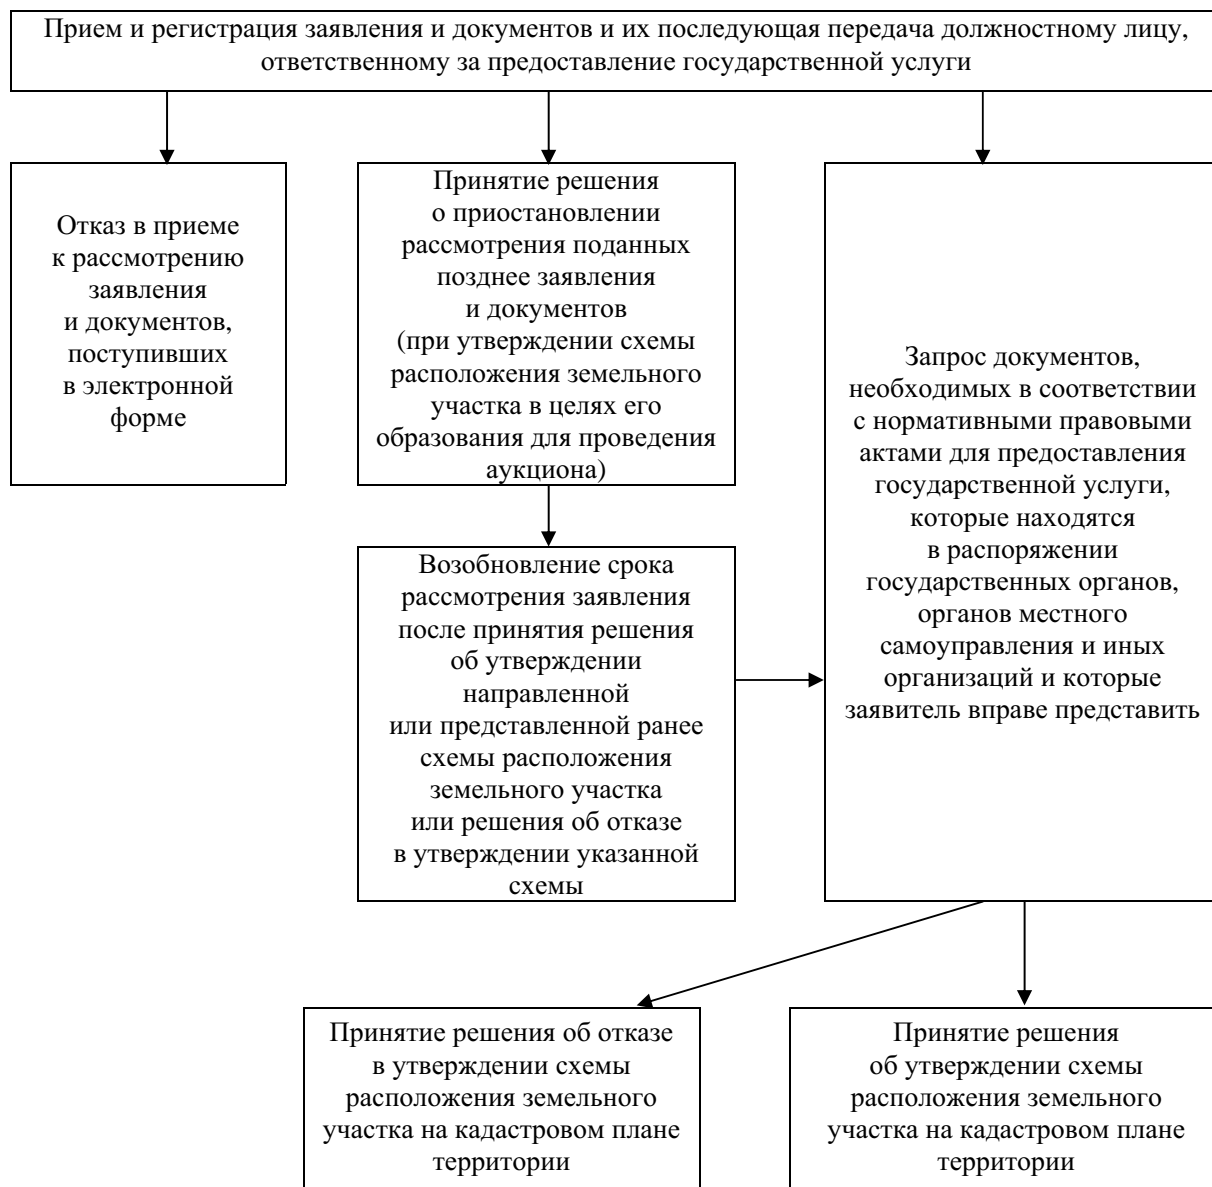 Прием и регистрация заявления и документов и их последующая передача должностному лицу,
ответственному за предоставление государственной услуги
Отказ в приеме
к рассмотрению
заявления
и документов,
поступивших
в электронной
форме
Принятие решения
о приостановлении
рассмотрения поданных
позднее заявления
и документов
(при утверждении схемы
расположения земельного
участка в целях его
образования для проведения
аукциона)
Возобновление срока
рассмотрения заявления
после принятия решения
об утверждении
направленной
или представленной ранее
схемы расположения
земельного участка
или решения об отказе
в утверждении указанной
схемы
Запрос документов,
необходимых в соответствии
с нормативными правовыми
актами для предоставления
государственной услуги,
которые находятся
в распоряжении
государственных органов,
органов местного
самоуправления и иных
организаций и которые
заявитель вправе представить
Принятие решения об отказе
в утверждении схемы
расположения земельного
участка на кадастровом плане
территории
Принятие решения
об утверждении схемы
расположения земельного
участка на кадастровом плане
территории